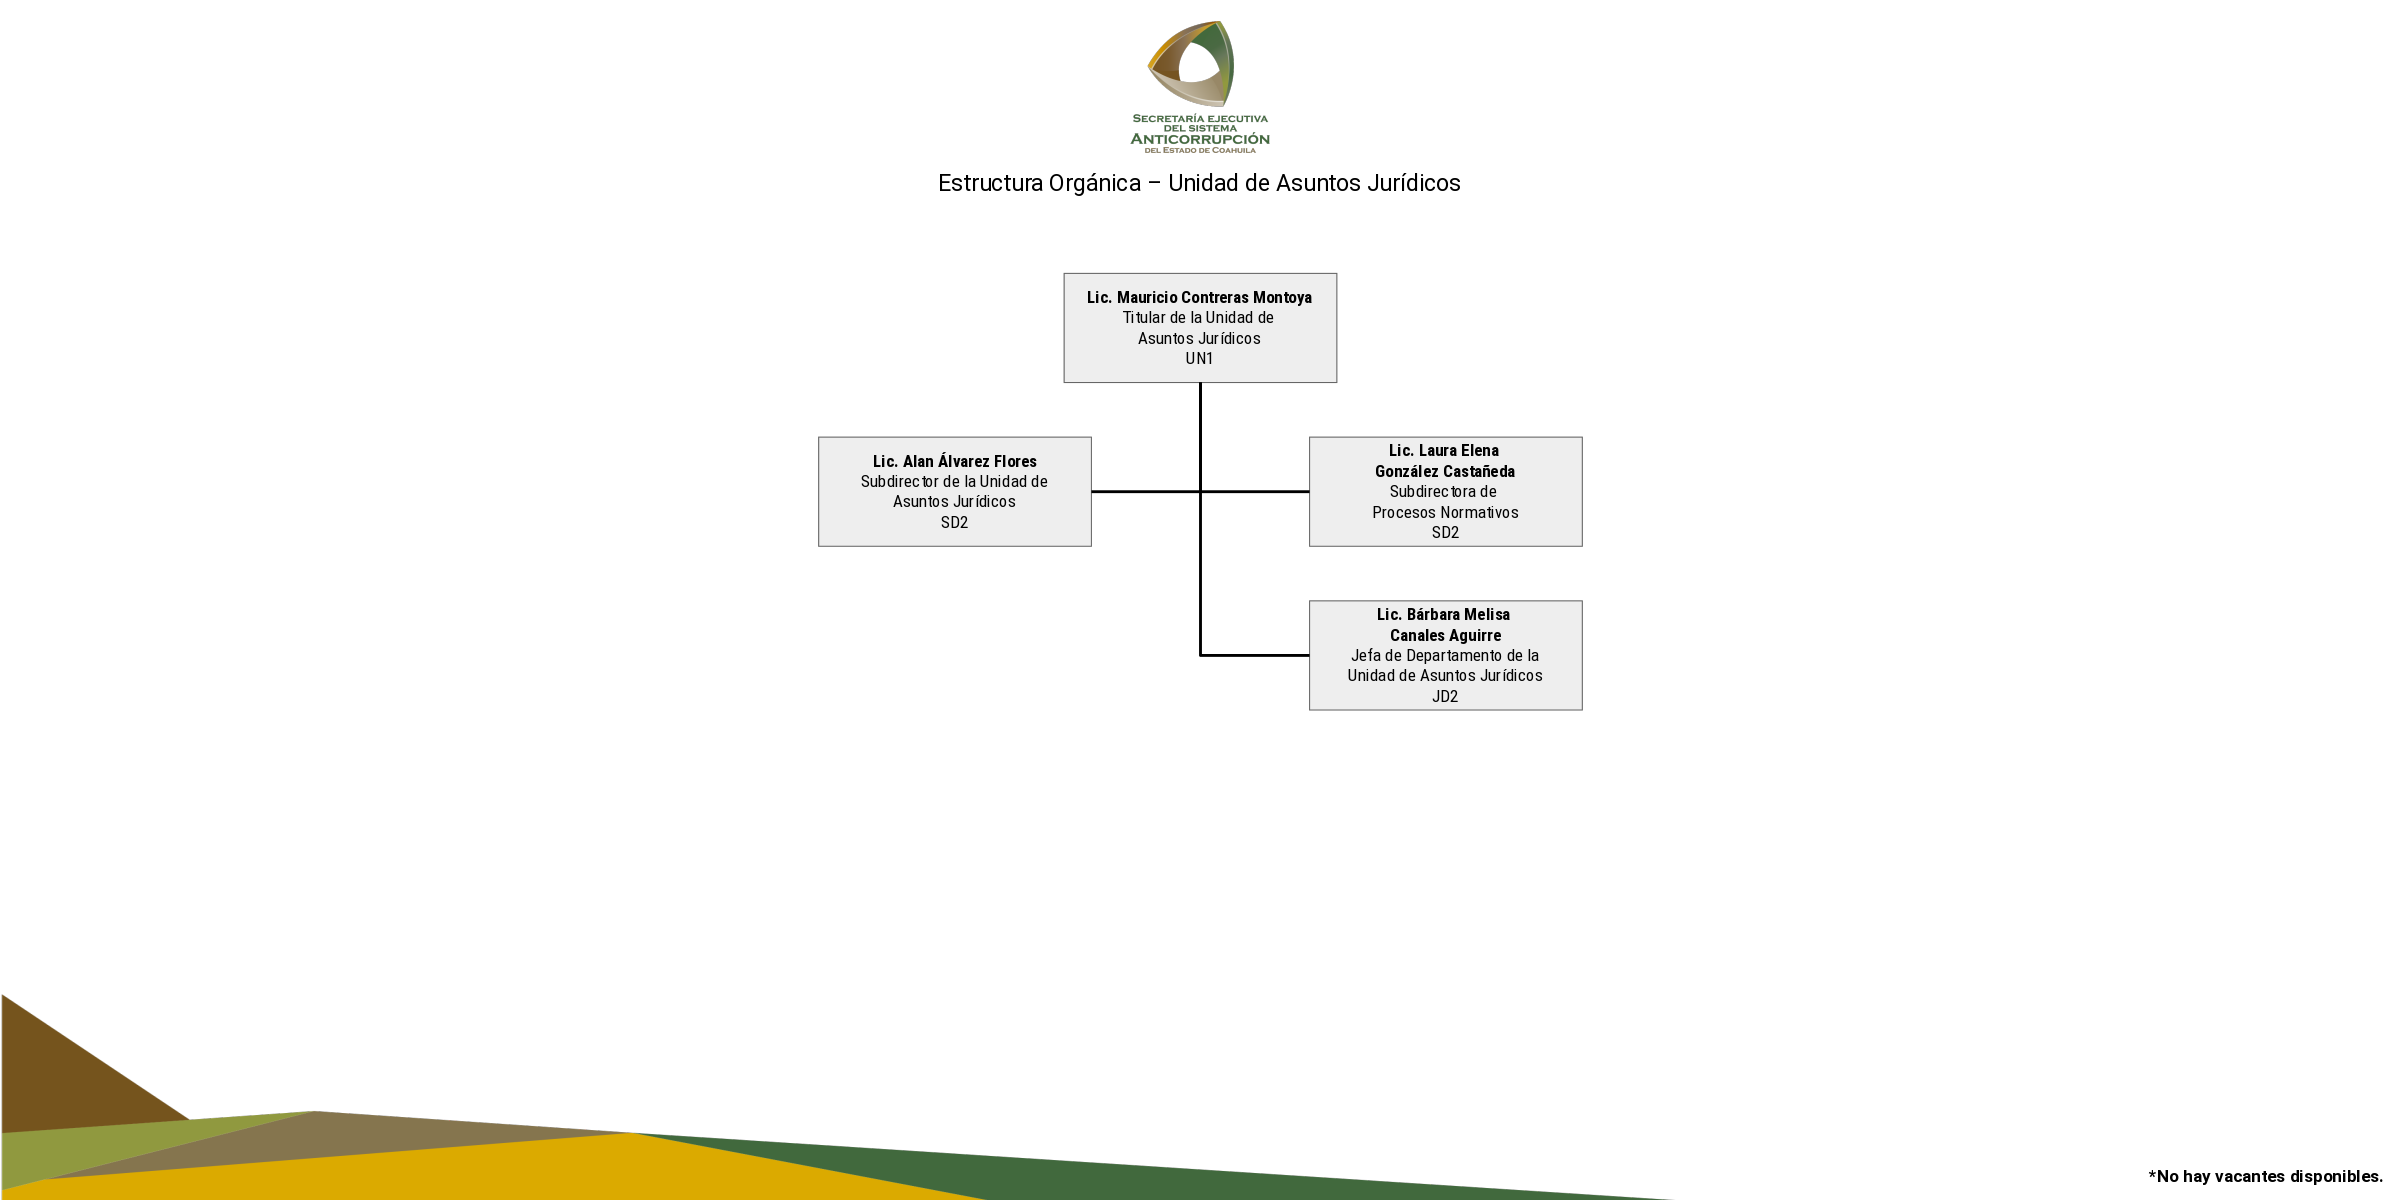 SECRETARÍA EJECUTIVA
DEL SISTEMA
ANTICORRUPCIÓN
DEL ESTADO DE COAHUILA
Estructura Orgánica – Unidad de Asuntos Jurídicos
Lic. Mauricio Contreras Montoya
Titular de la Unidad de
Asuntos Jurídicos
UN1
Lic. Alan Álvarez Flores
Subdirector de la Unidad de
Asuntos Jurídicos
SD2
Lic. Laura Elena
González Castañeda
Subdirectora de
Procesos Normativos
SD2
Lic. Bárbara Melisa
Canales Aguirre
Jefa de Departamento de la
Unidad de Asuntos Jurídicos
JD2
*No hay vacantes disponibles.